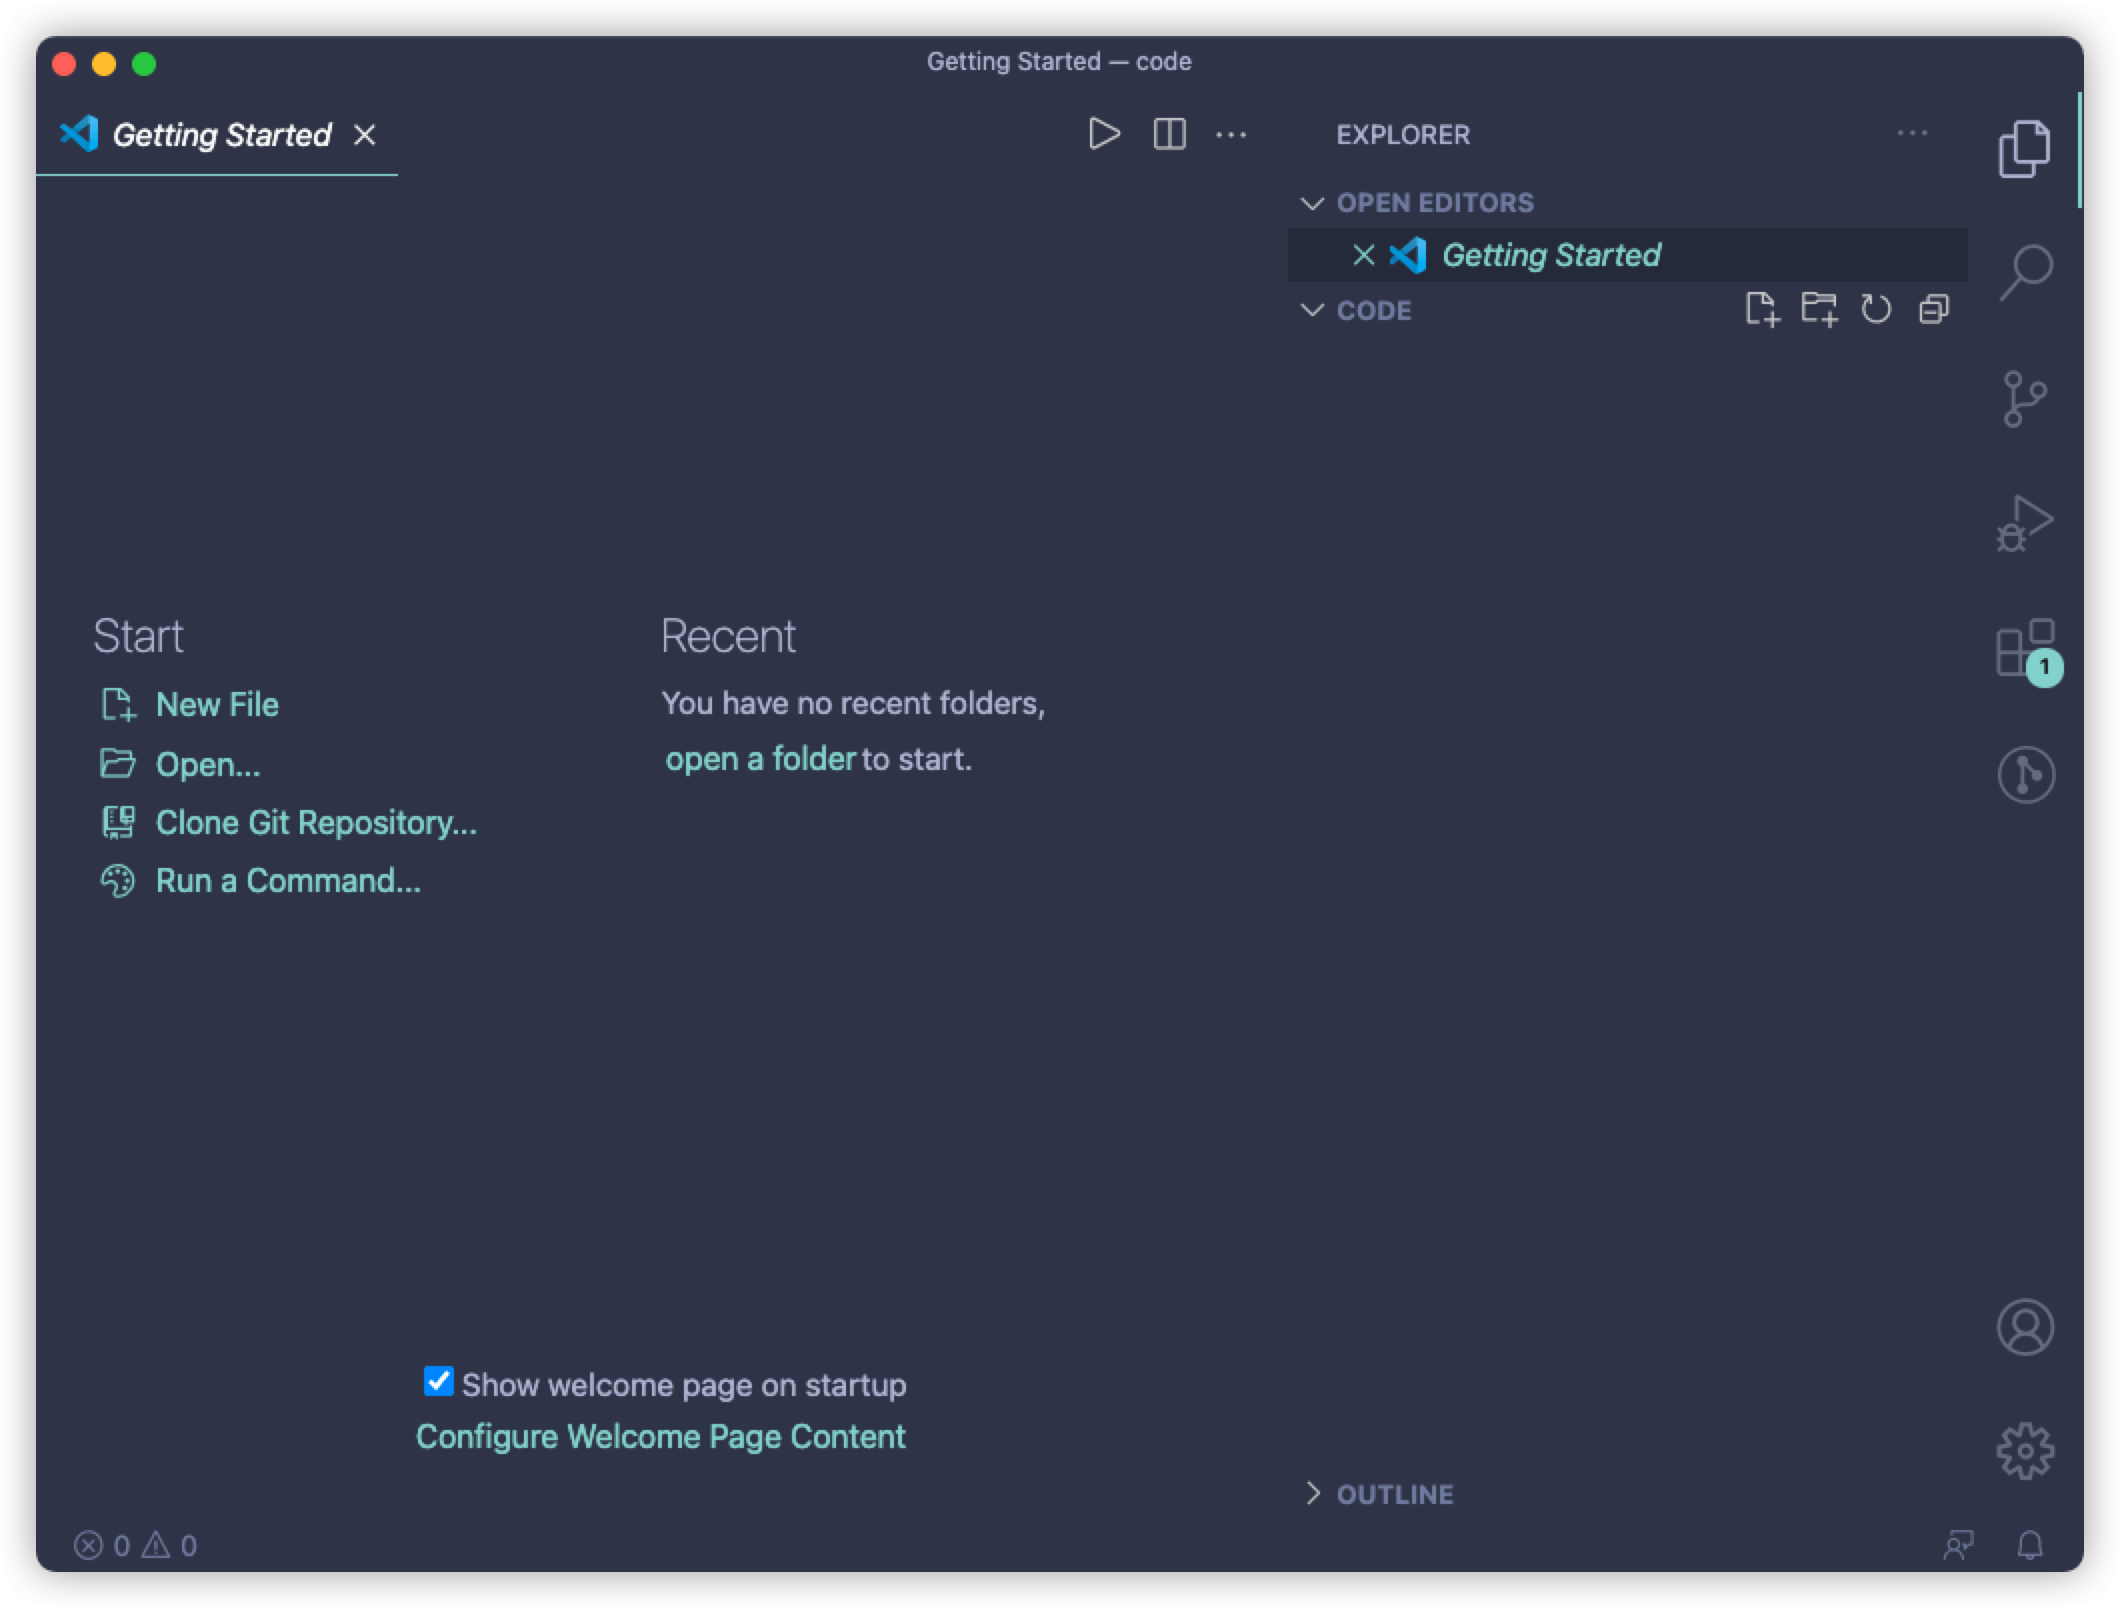 Getting Started — code
Getting Started
EXPLORER
OPEN EDITORS
Getting Started
CODE
1
Start
New File
Open...
Clone Git Repository...
Run a Command...
Recent
You have no recent folders,
open a folder to start.
Show welcome page on startup
Configure Welcome Page Content
OUTLINE
0 0